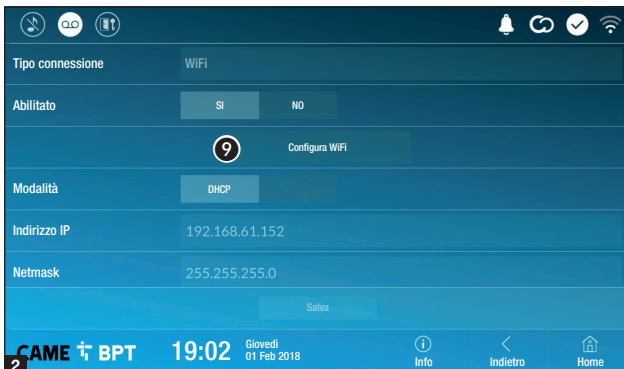 Tipo connessione WiFi
Abilitato SI NO
9 Configura WiFi
Modalità DHCP
Indirizzo IP 192.168.61.152
Netmask 255.255.255.0
Salva
2
CAME BPT 19:02 Giovedì 01 Feb 2018 Info Indietro Home